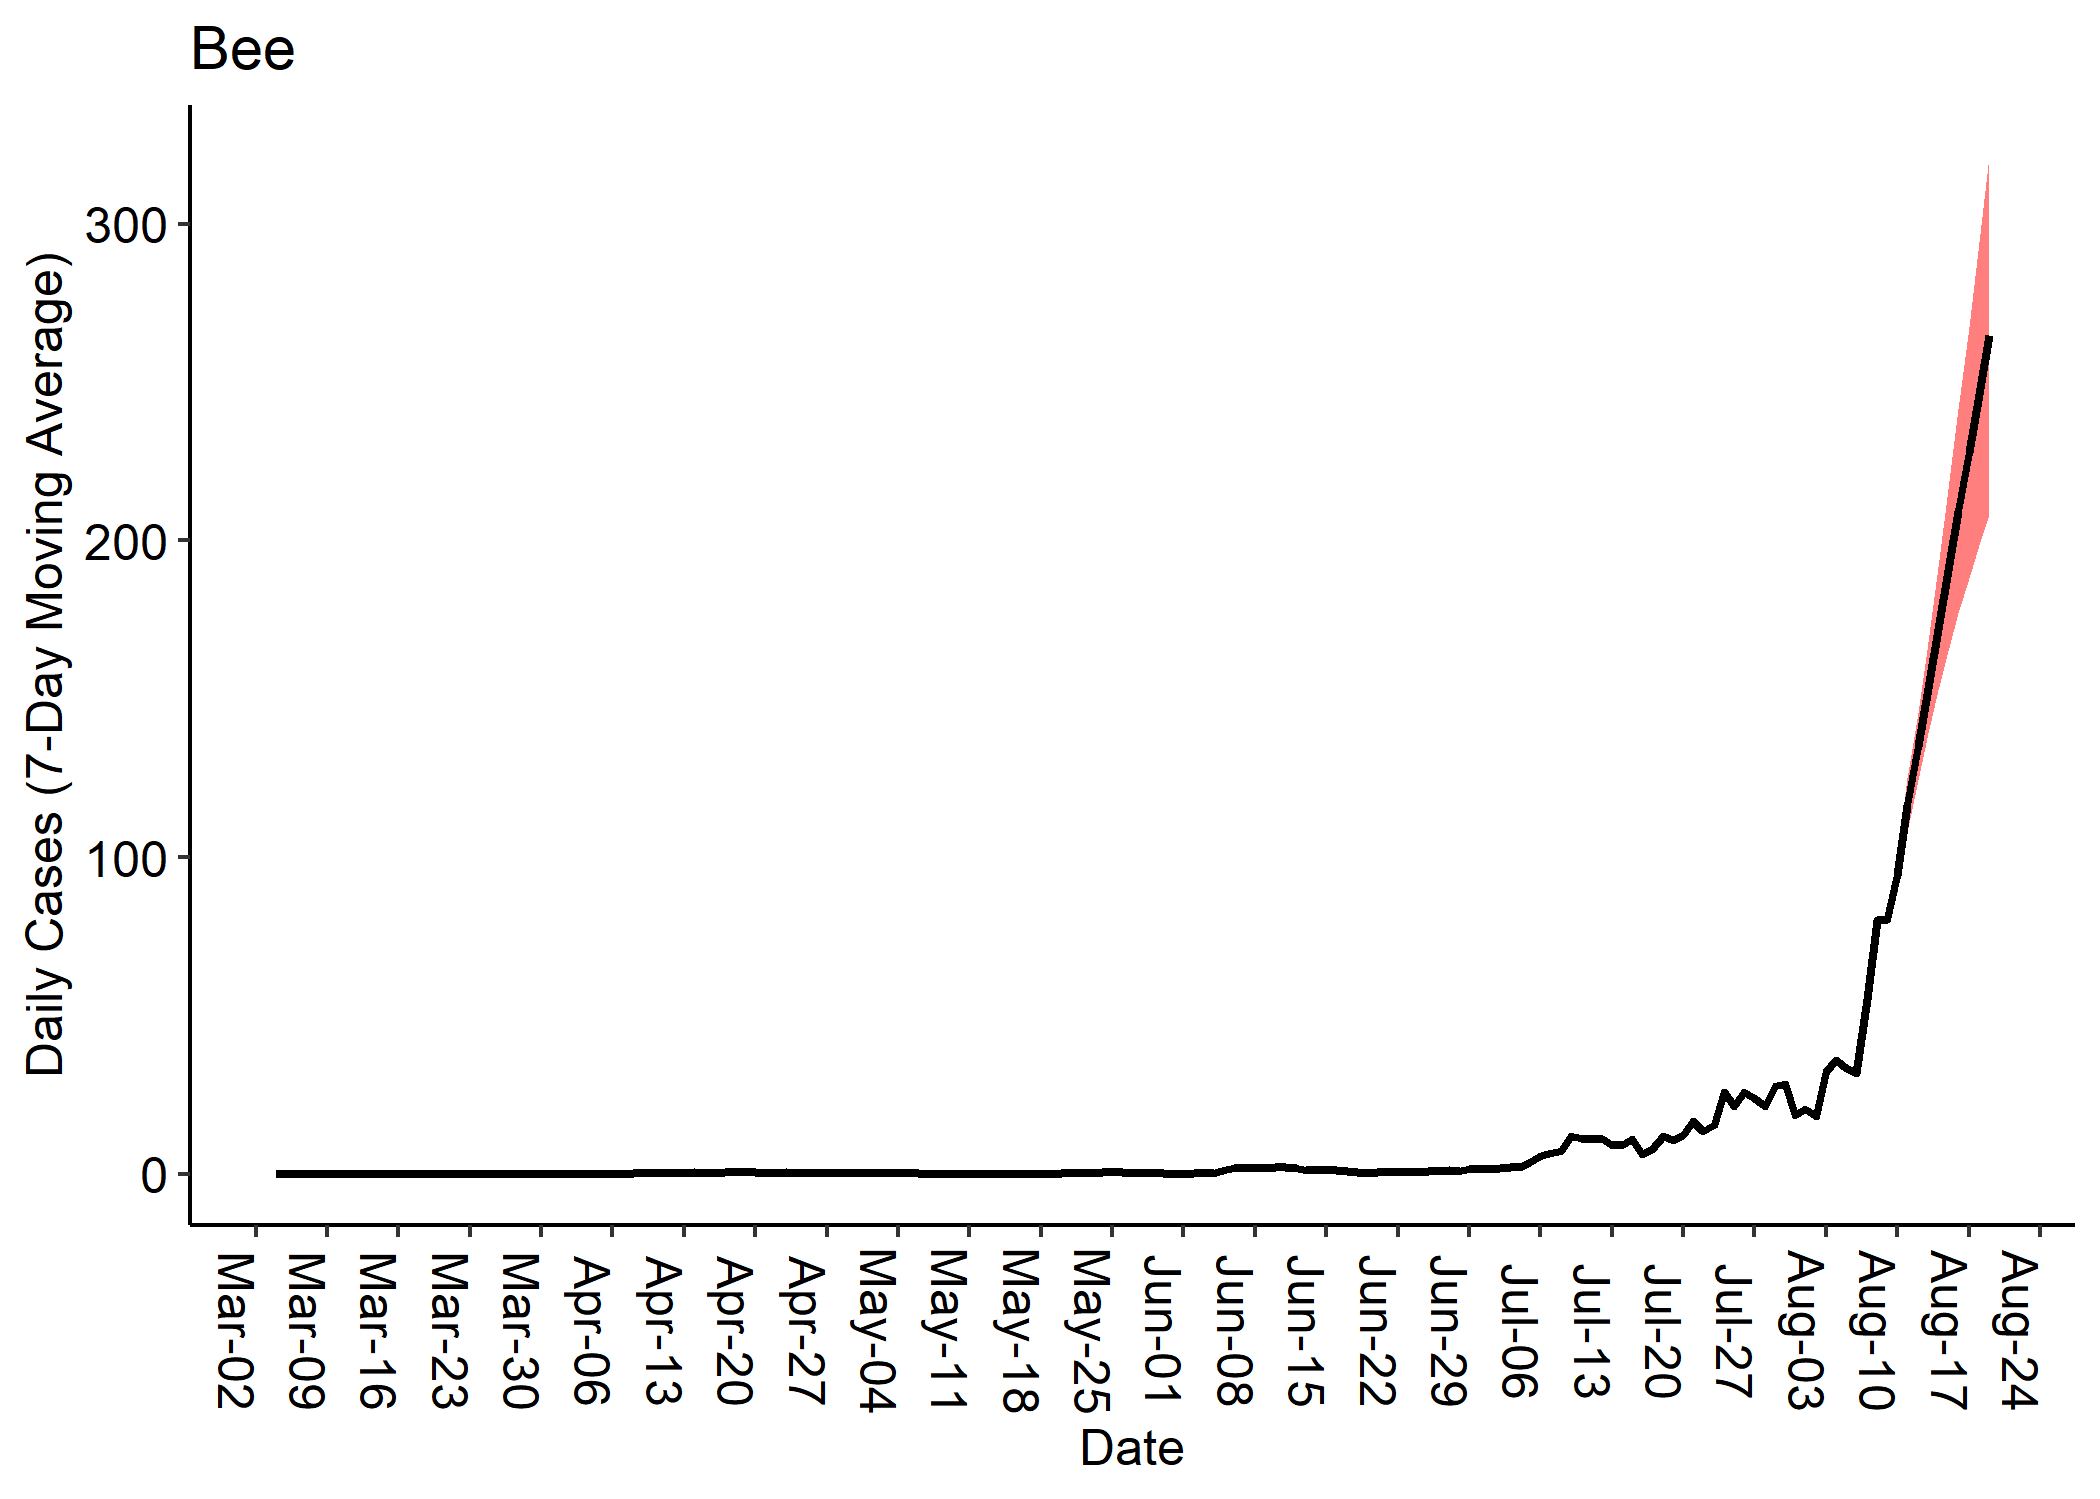 Bee
Daily Cases (7-Day Moving Average)
300
200
100
0
Mar-02
Mar-09
Mar-16
Mar-23
Mar-30
Apr-06
Apr-13
Apr-20
Apr-27
May-04
May-11
May-18
May-25
Jun-01
Jun-08
Jun-15
Jun-22
Jun-29
Jul-06
Jul-13
Jul-20
Jul-27
Aug-03
Aug-10
Aug-17
Aug-24
Date